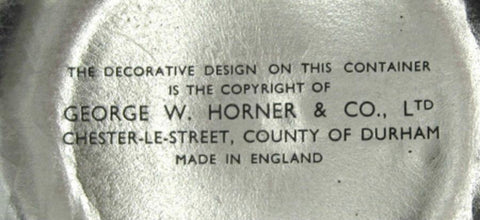 THE DECORATIVE DESIGN ON THIS CONTAINER
IS THE COPYRIGHT OF
GEORGE W. HORNER & CO., LTD
CHESTER-LE-STREET, COUNTY OF DURHAM
MADE IN ENGLAND